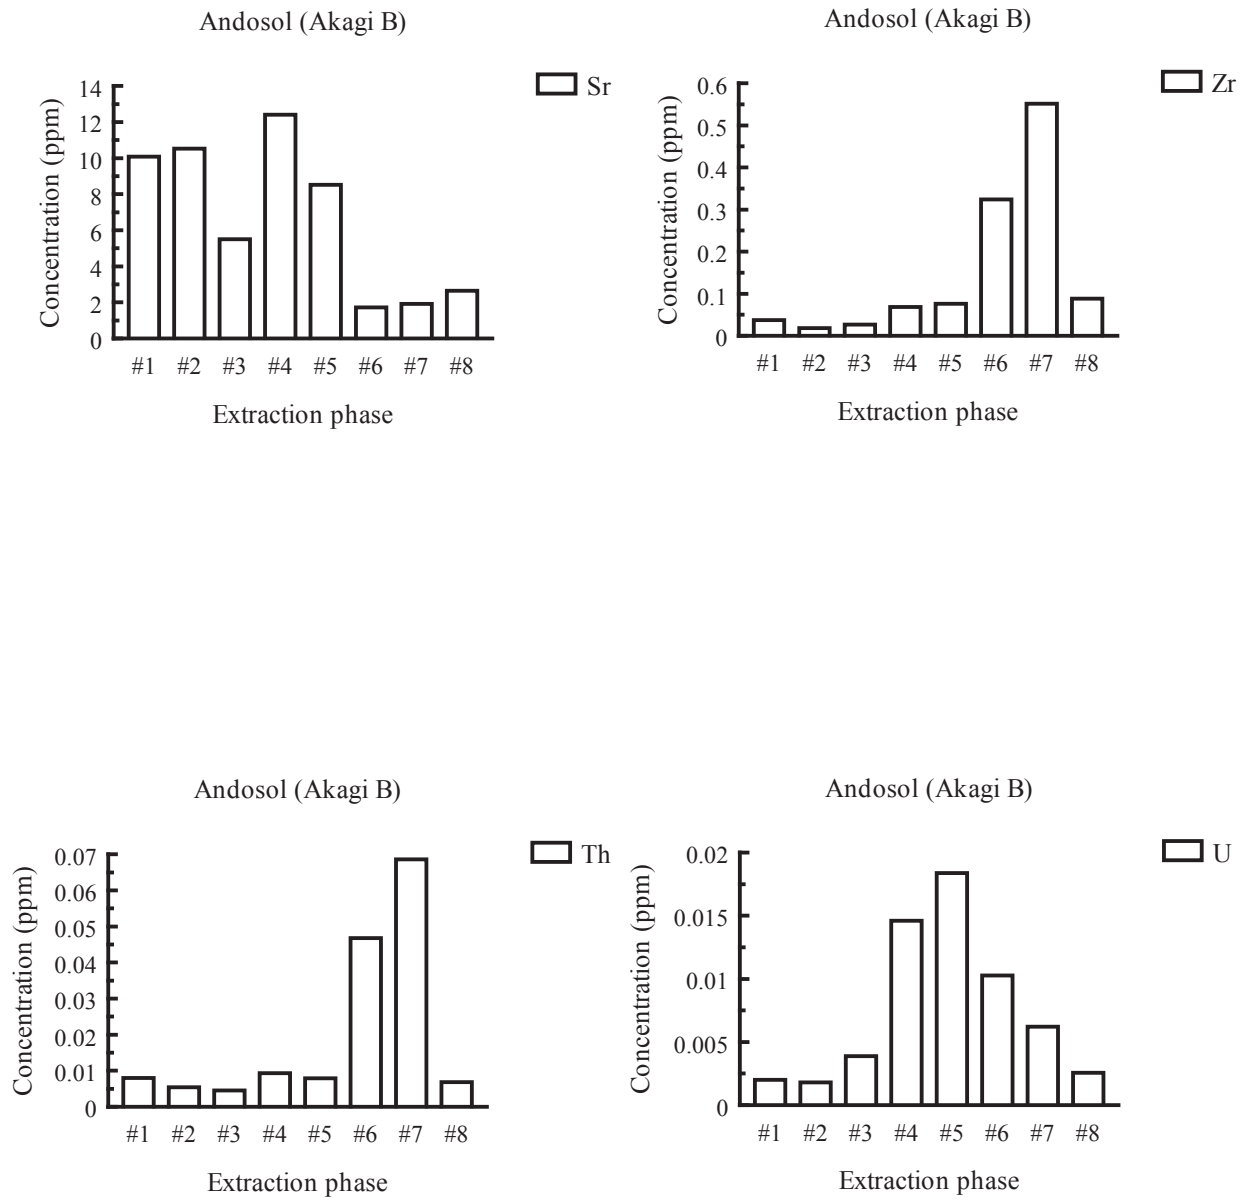 Andosol (Akagi B)
Sr
Concentration (ppm)
14
12
10
8
6
4
2
0
#1 #2 #3 #4 #5 #6 #7 #8
Extraction phase
Andosol (Akagi B)
Zr
Concentration (ppm)
0.6
0.5
0.4
0.3
0.2
0.1
0
#1 #2 #3 #4 #5 #6 #7 #8
Extraction phase
Andosol (Akagi B)
Th
Concentration (ppm)
0.07
0.06
0.05
0.04
0.03
0.02
0.01
0
#1 #2 #3 #4 #5 #6 #7 #8
Extraction phase
Andosol (Akagi B)
U
Concentration (ppm)
0.02
0.015
0.01
0.005
0
#1 #2 #3 #4 #5 #6 #7 #8
Extraction phase